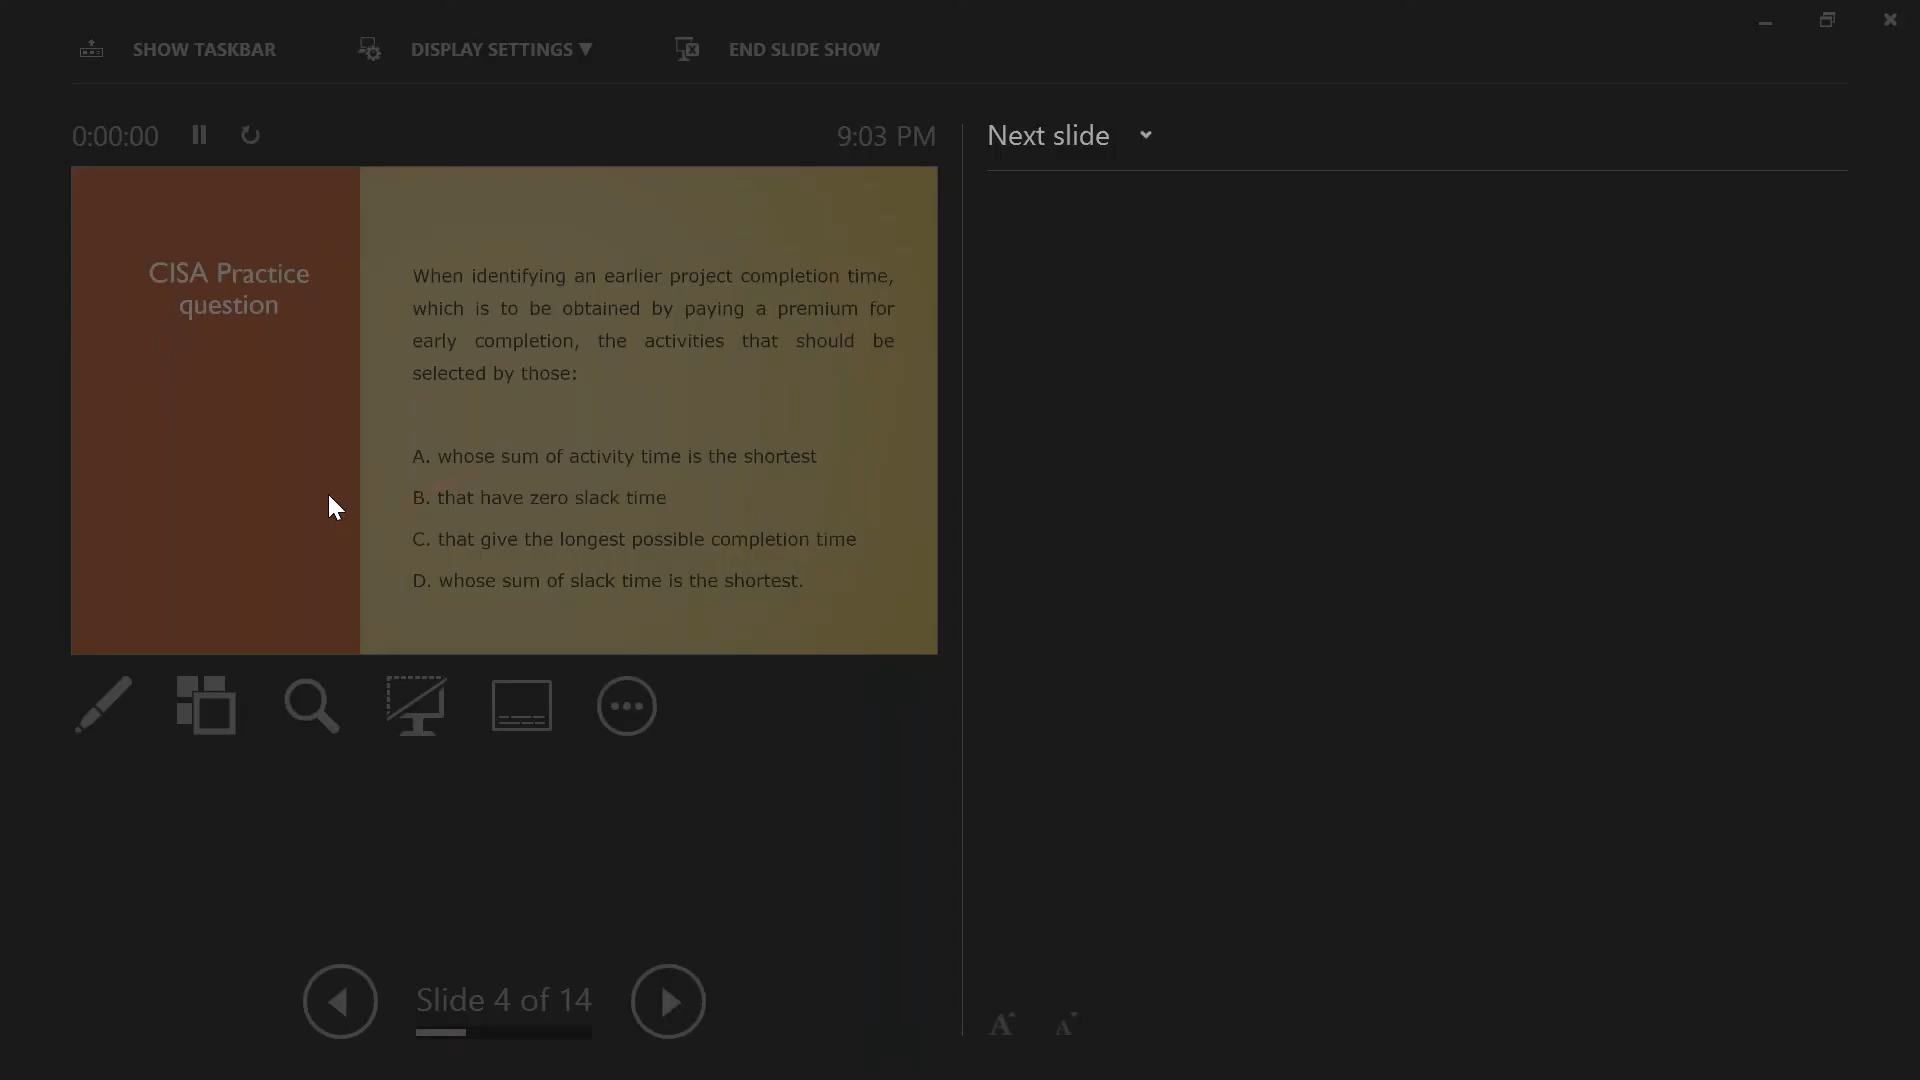 SHOW TASKBAR
DISPLAY SETTINGS ▼
END SLIDE SHOW
0:00:00
9:03 PM
Next slide
CISA Practice
question
When identifying an earlier project completion time,
which is to be obtained by paying a premium for
early completion, the activities that should be
selected by those:
A. whose sum of activity time is the shortest
B. that have zero slack time
C. that give the longest possible completion time
D. whose sum of slack time is the shortest.
Slide 4 of 14
A A